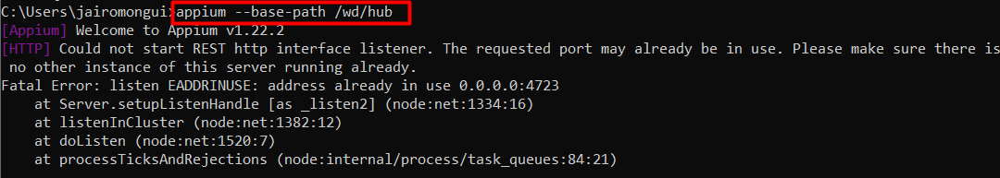 C:\Users\jairomongui>appium --base-path /wd/hub
[Appium] Welcome to Appium v1.22.2
[HTTP] Could not start REST http interface listener. The requested port may already be in use. Please make sure there is
no other instance of this server running already.
Fatal Error: listen EADDRINUSE: address already in use 0.0.0.0:4723
    at Server.setupListenHandle [as _listen2] (node:net:1334:16)
    at listenInCluster (node:net:1382:12)
    at doListen (node:net:1520:7)
    at processTicksAndRejections (node:internal/process/task_queues:84:21)